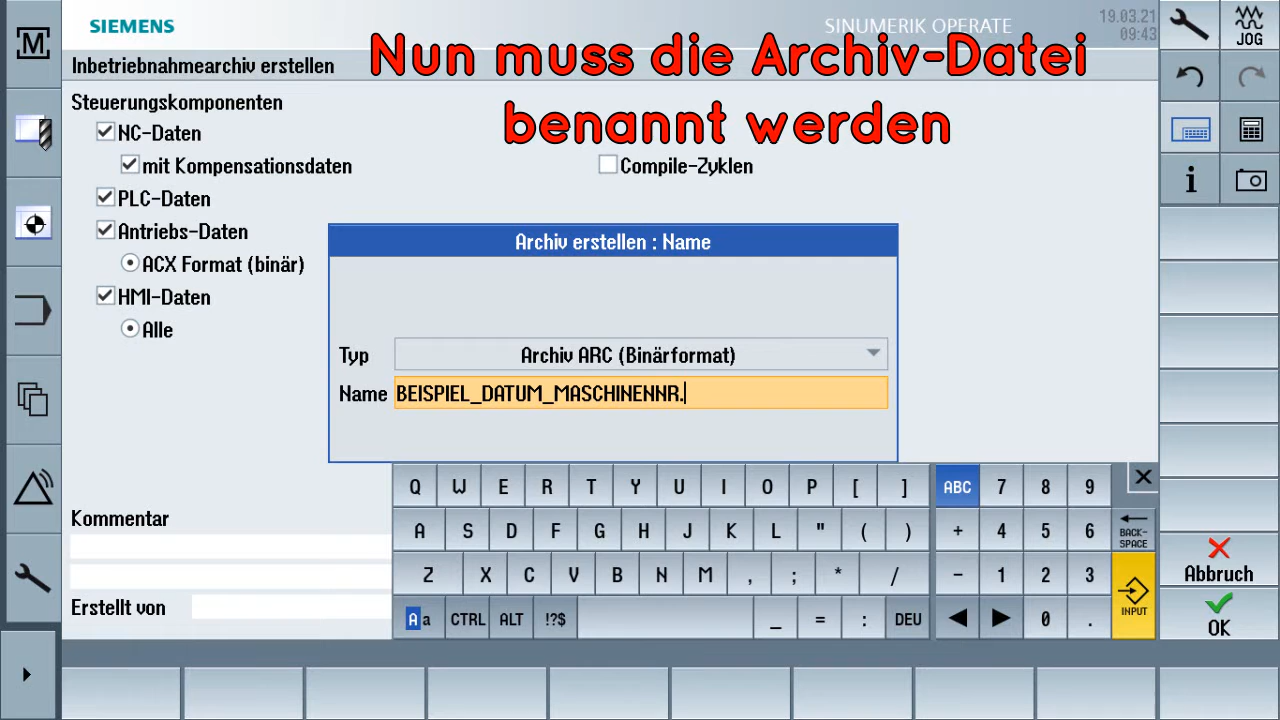 SIEMENS
SINUMERIK OPERATE
19.03.21
09:43
M
JOG
Inbetriebnahmearchiv erstellen
Nun muss die Archiv-Datei
benannt werden
Steuerungskomponenten
NC-Daten
mit Kompensationsdaten
Compile-Zyklen
PLC-Daten
Antriebs-Daten
ACX Format (binär)
HMI-Daten
Alle
Archiv erstellen : Name
Typ Archiv ARC (Binärformat)
Name BEISPIEL_DATUM_MASCHINENNR.
Kommentar
Erstellt von
Q W E R T Y U I O P [ ] ABC 7 8 9
A S D F G H J K L " ( ) + 4 5 6 BACK-
SPACE
Z X C V B N M , ; * / - 1 2 3 INPUT
Aa CTRL ALT !?$ _ = : DEU 0 .
i
Abbruch
OK